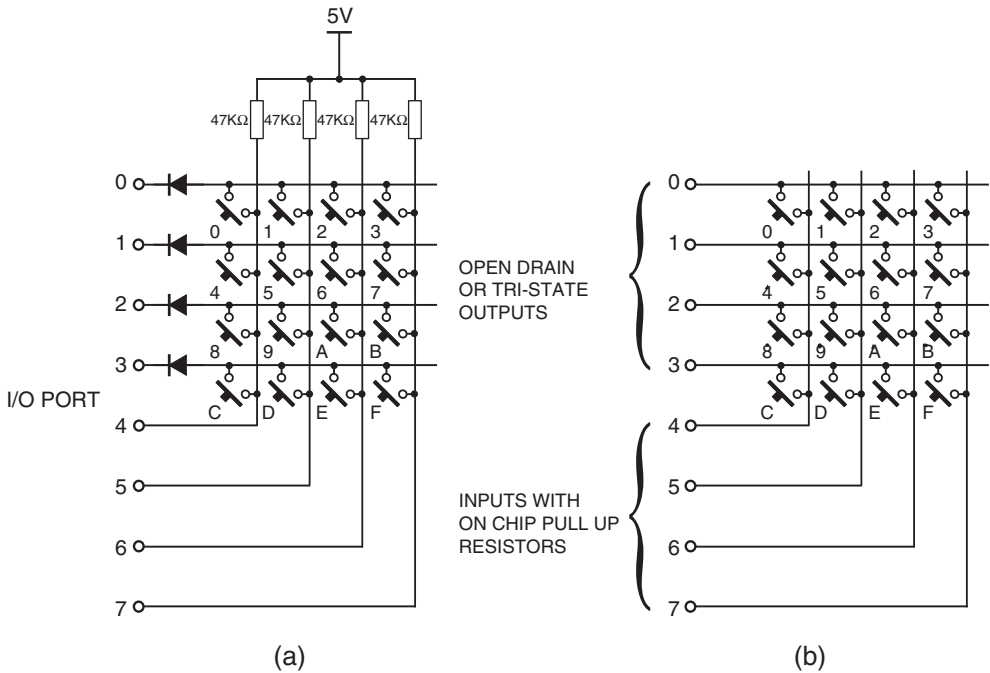 5V
47KΩ 47KΩ 47KΩ 47KΩ
0
0 1 2 3
1
4 5 6 7
2
8 9 A B
3
C D E F
I/O PORT
4
5
6
7
(a)
OPEN DRAIN
OR TRI-STATE
OUTPUTS
INPUTS WITH
ON CHIP PULL UP
RESISTORS
0
0 1 2 3
1
4 5 6 7
2
8 9 A B
3
C D E F
4
5
6
7
(b)